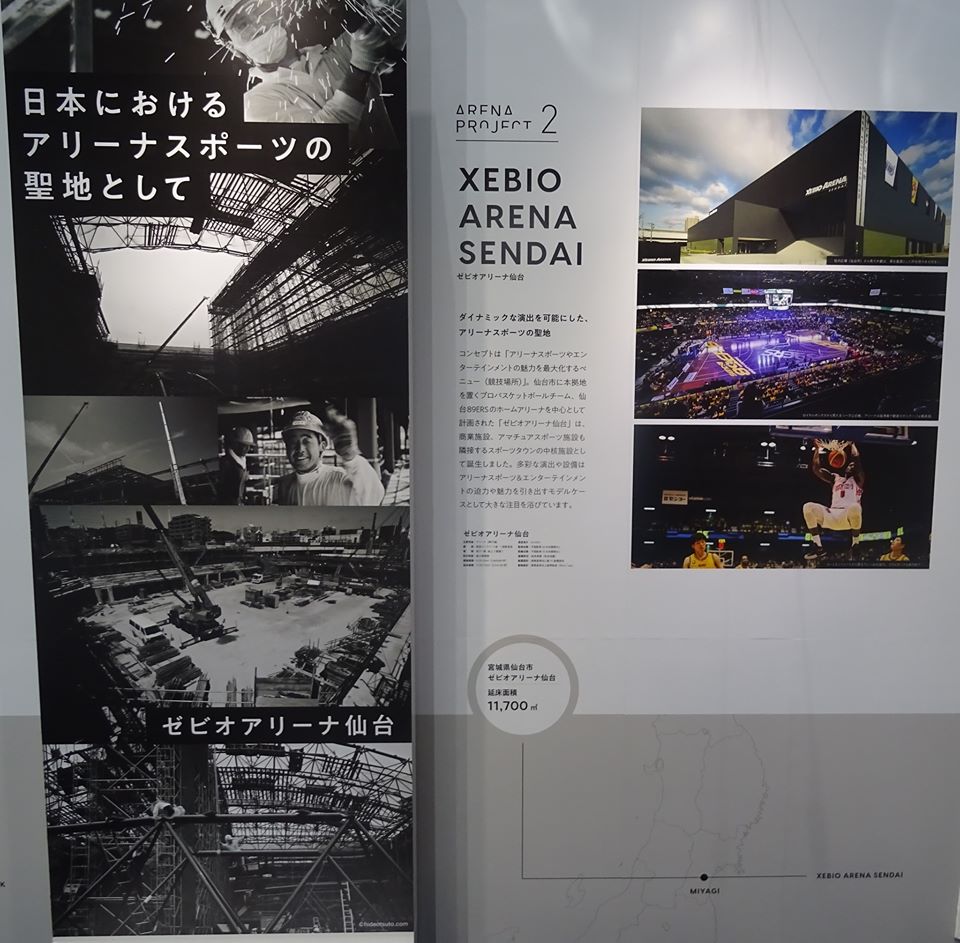 日本における
アリーナスポーツの
聖地として
ゼビオアリーナ仙台
©hideotsuto.com
ARENA
PROJECT 2
XEBIO
ARENA
SENDAI
ゼビオアリーナ仙台
ダイナミックな演出を可能にした、
アリーナスポーツの聖地
コンセプトは「アリーナスポーツやエン
ターテインメントの魅力を最大化するベ
ニュー（競技場所）」。仙台市に本拠地
を置くプロバスケットボールチーム、仙
台89ERSのホームアリーナを中心として
計画された「ゼビオアリーナ仙台」は、
商業施設、アマチュアスポーツ施設も
隣接するスポーツタウンの中核施設とし
て誕生しました。多彩な演出や設備は
アリーナスポーツ&エンターテインメン
トの迫力や魅力を引き出すモデルケー
スとして大きな注目を浴びています。
ゼビオアリーナ仙台
XEBIO ARENA
SENDAI
宮城県仙台市
ゼビオアリーナ仙台
延床面積
11,700 ㎡
MIYAGI
XEBIO ARENA SENDAI
K